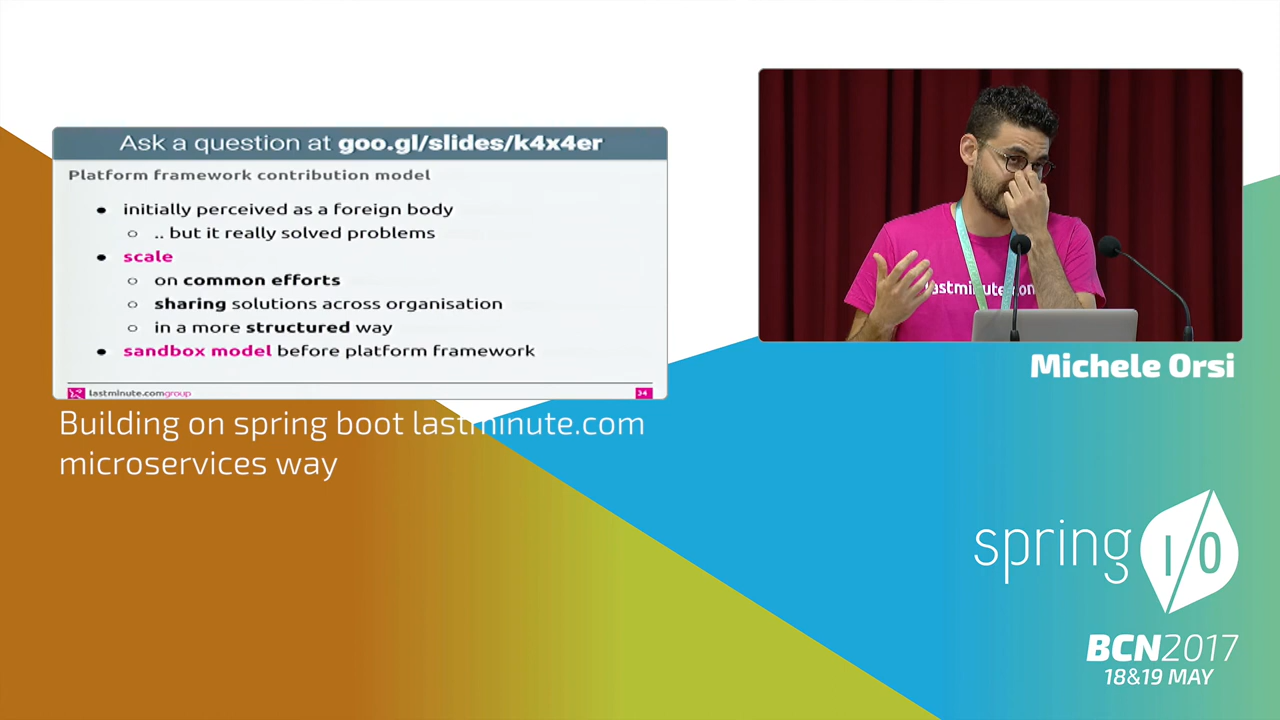 Ask a question at goo.gl/slides/k4x4er
Platform framework contribution model
● initially perceived as a foreign body
○ .. but it really solved problems
● scale
○ on common efforts
○ sharing solutions across organisation
○ in a more structured way
● sandbox model before platform framework
lastminute.comgroup
34
Building on spring boot lastminute.com
microservices way
lastminute.com
Michele Orsi
spring I/O
BCN2017
18&19 MAY